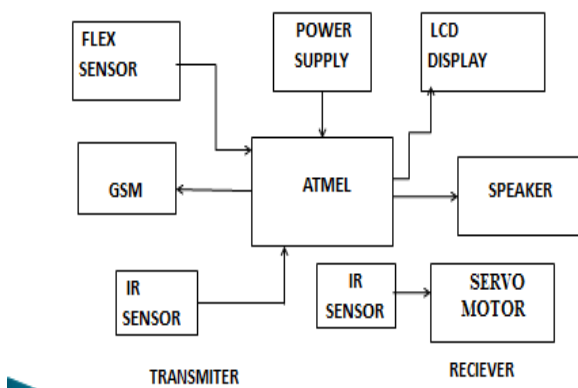 FLEX
SENSOR
POWER
SUPPLY
LCD
DISPLAY
GSM
ATMEL
SPEAKER
IR
SENSOR
IR
SENSOR
SERVO
MOTOR
TRANSMITER
RECIEVER